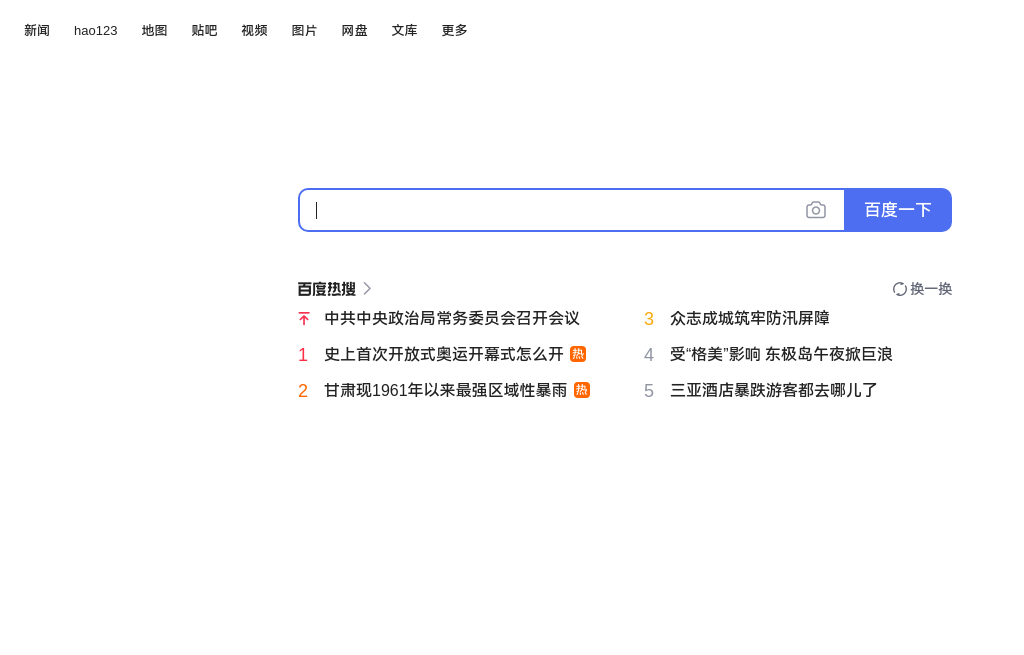 新闻 hao123 地图 贴吧 视频 图片 网盘 文库 更多
百度一下
百度热搜 换一换
中共中央政治局常务委员会召开会议
1 史上首次开放式奥运开幕式怎么开 热
2 甘肃现1961年以来最强区域性暴雨 热
3 众志成城筑牢防汛屏障
4 受“格美”影响 东极岛午夜掀巨浪
5 三亚酒店暴跌游客都去哪儿了